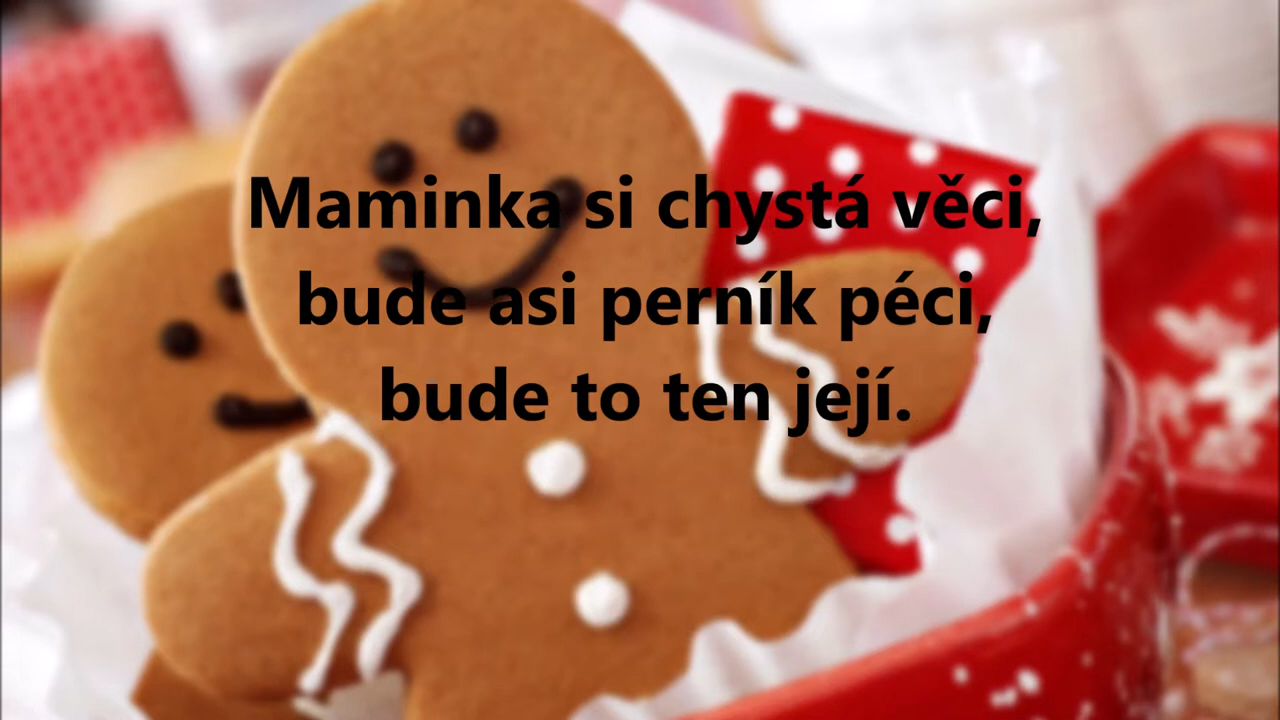 Maminka si chystá věci,
bude asi perník péci,
bude to ten její.